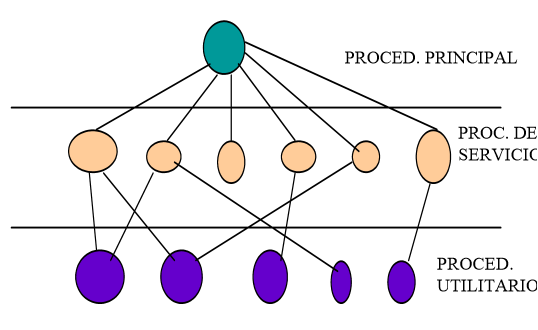 PROCED. PRINCIPAL
PROC. DE
SERVICIO
PROCED.
UTILITARIO